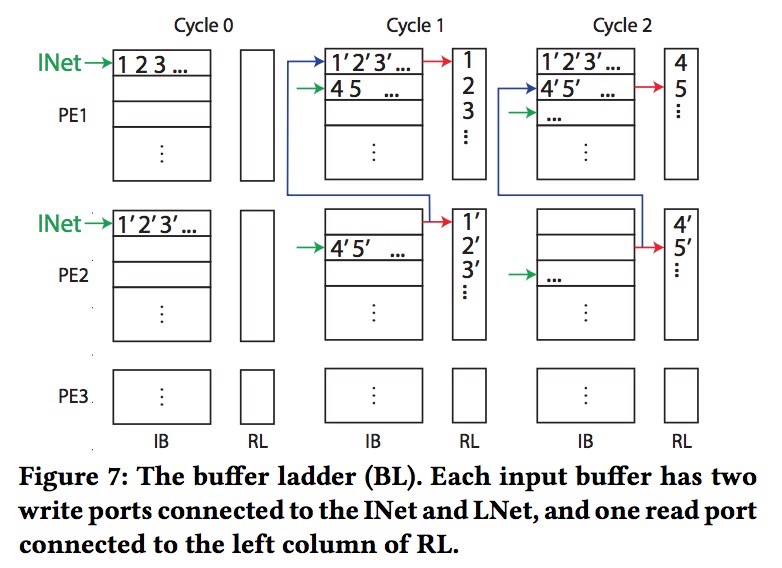 Cycle 0 Cycle 1 Cycle 2
INet 1 2 3 ... 1′2′3′... 1 1′2′3′... 4
4 5 ... 2 4′5′ ... 5
PE1 3 ... ⋮
⋮ ⋮ ⋮ ⋮
INet 1′2′3′... 1′ 4′
4′5′ ... 2′ 5′
PE2 3′ ... ⋮
⋮ ⋮ ⋮ ⋮
PE3 ⋮ ⋮ ⋮
IB RL IB RL IB RL
Figure 7: The buffer ladder (BL). Each input buffer has two
write ports connected to the INet and LNet, and one read port
connected to the left column of RL.